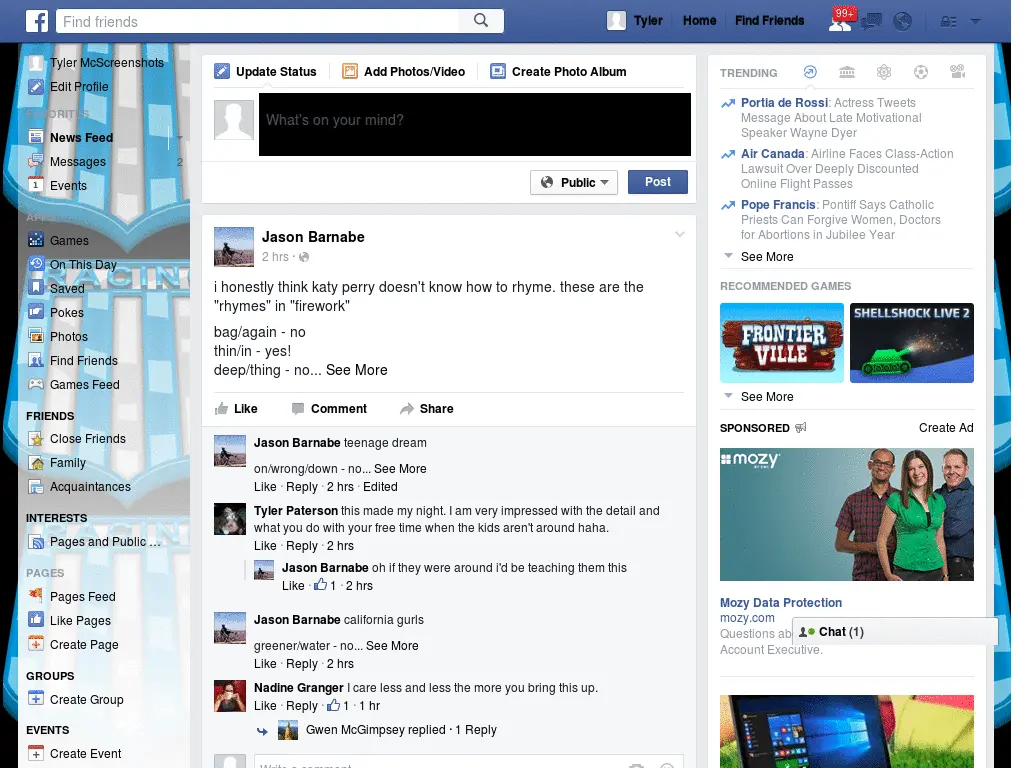 Find friends
Tyler
Home
Find Friends
99+
Tyler McScreenshots
Edit Profile
FAVORITES
News Feed
Messages
2
Events
APPS
Games
On This Day
Saved
Pokes
Photos
Find Friends
Games Feed
FRIENDS
Close Friends
Family
Acquaintances
INTERESTS
Pages and Public ...
PAGES
Pages Feed
Like Pages
Create Page
GROUPS
Create Group
EVENTS
Create Event
RACING
RACING
Update Status
Add Photos/Video
Create Photo Album
What's on your mind?
Public
Post
Jason Barnabe
2 hrs ·
i honestly think katy perry doesn't know how to rhyme. these are the
"rhymes" in "firework"
bag/again - no
thin/in - yes!
deep/thing - no... See More
Like
Comment
Share
Jason Barnabe teenage dream
on/wrong/down - no... See More
Like · Reply · 2 hrs · Edited
Tyler Paterson this made my night. I am very impressed with the detail and
what you do with your free time when the kids aren't around haha.
Like · Reply · 2 hrs
Jason Barnabe oh if they were around i'd be teaching them this
Like · 1 · 2 hrs
Jason Barnabe california gurls
greener/water - no... See More
Like · Reply · 2 hrs
Nadine Granger I care less and less the more you bring this up.
Like · Reply · 1 · 1 hr
Gwen McGimpsey replied · 1 Reply
Write a comment...
TRENDING
Portia de Rossi: Actress Tweets
Message About Late Motivational
Speaker Wayne Dyer
Air Canada: Airline Faces Class-Action
Lawsuit Over Deeply Discounted
Online Flight Passes
Pope Francis: Pontiff Says Catholic
Priests Can Forgive Women, Doctors
for Abortions in Jubilee Year
See More
RECOMMENDED GAMES
FRONTIER
VILLE
SHELLSHOCK LIVE 2
See More
SPONSORED
Create Ad
mozy
Mozy Data Protection
mozy.com
Questions ab
Account Executive.
Chat (1)